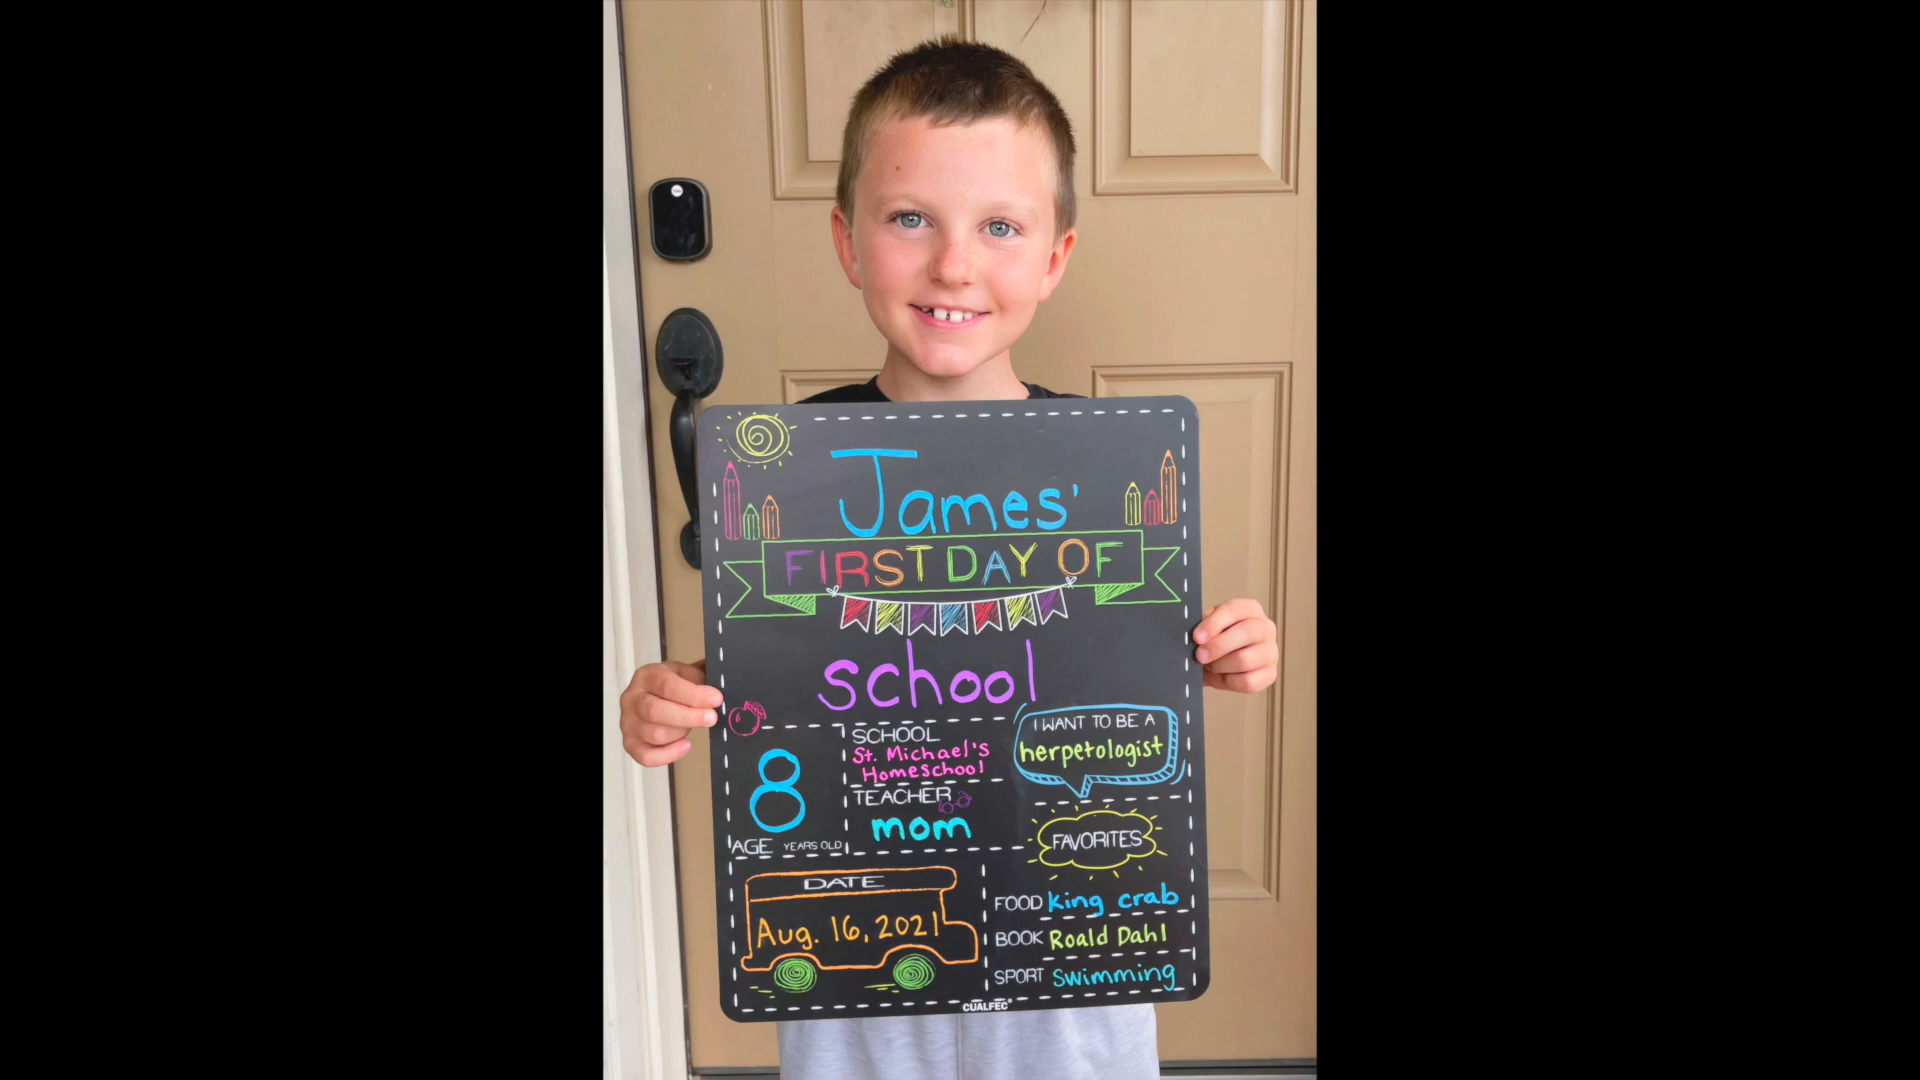 James'
FIRST DAY OF
school
SCHOOL
St. Michael's
Homeschool
I WANT TO BE A
herpetologist
TEACHER
mom
8
AGE YEARS OLD
FAVORITES
DATE
Aug. 16, 2021
FOOD king crab
BOOK Roald Dahl
SPORT swimming
CUALFEC®